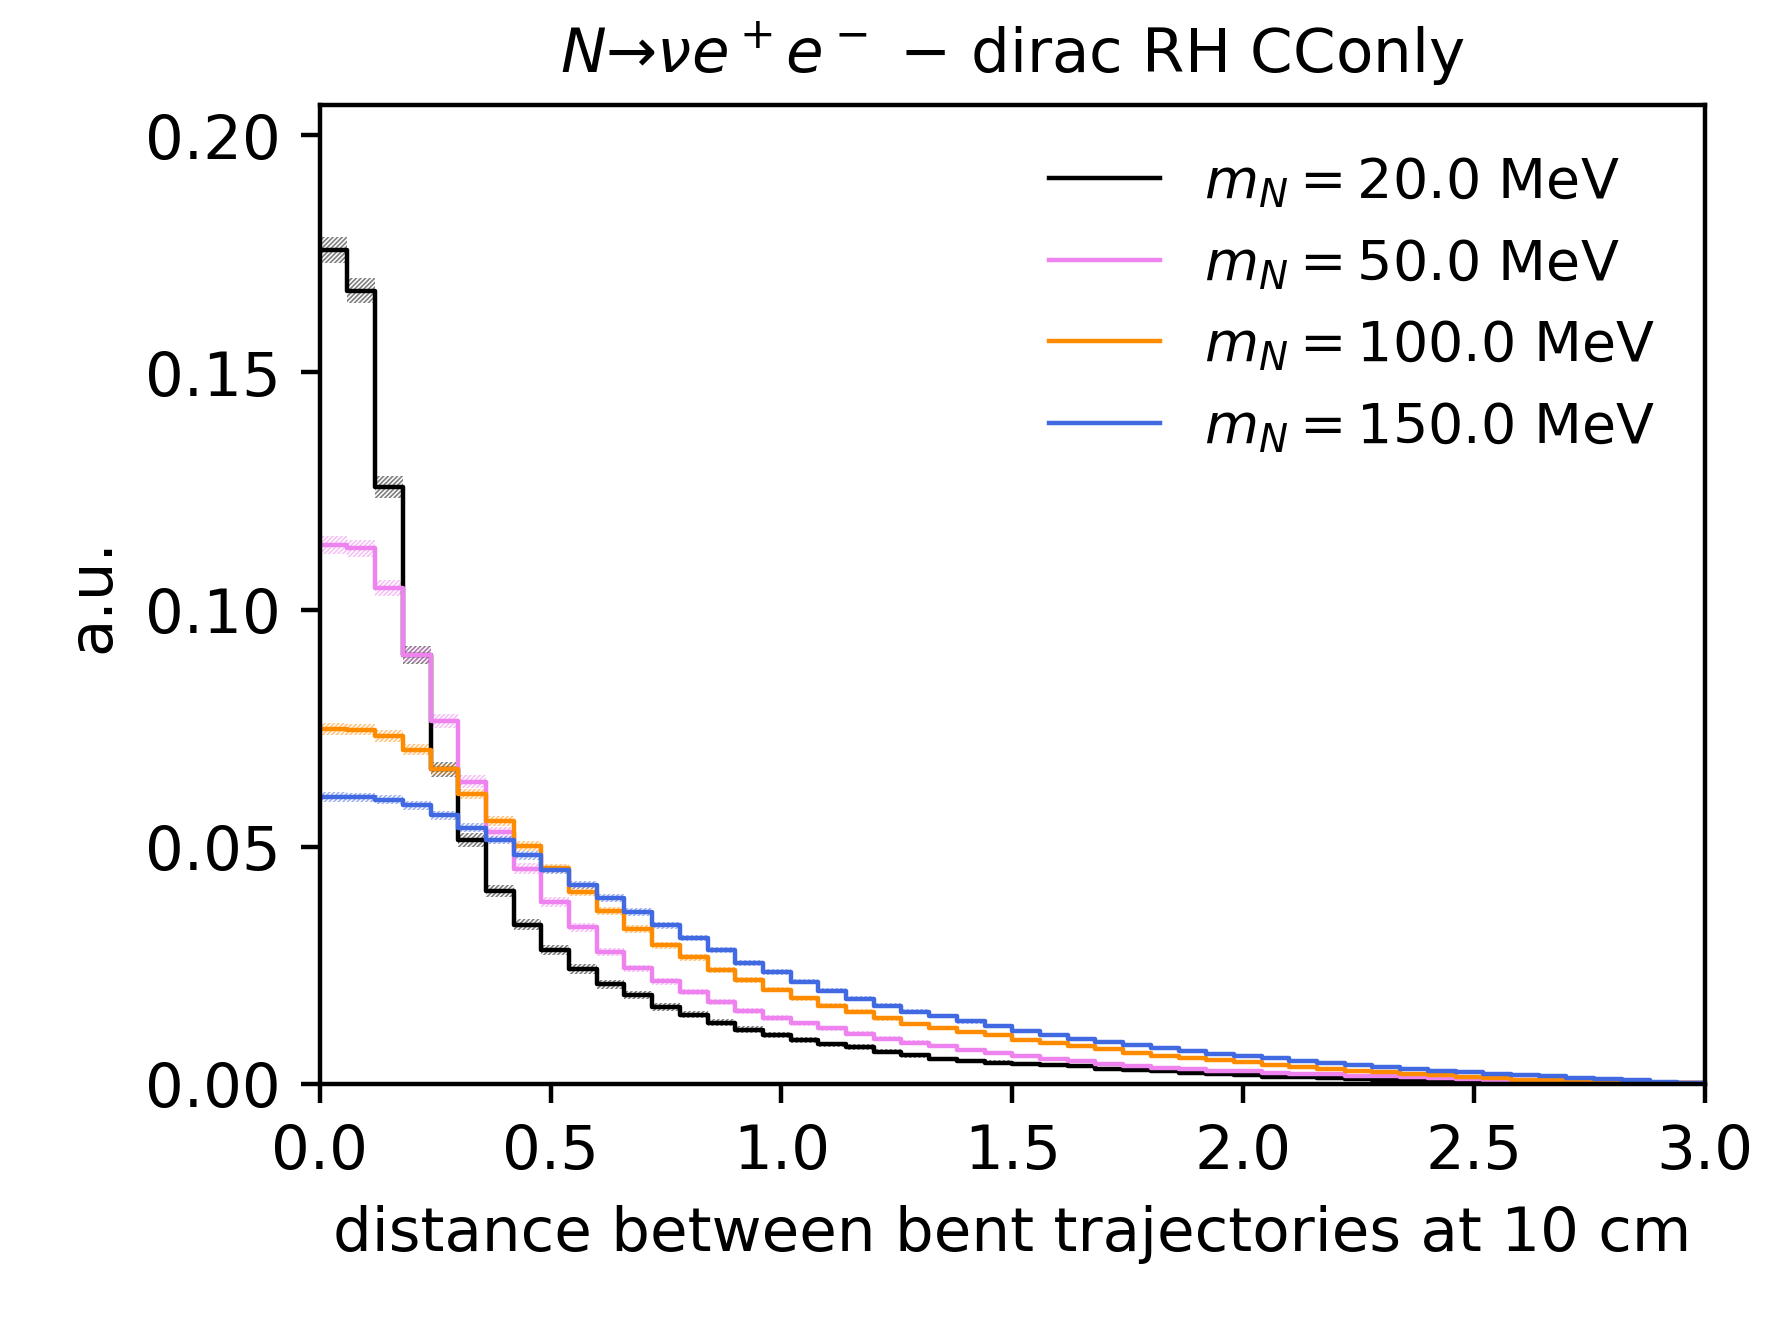 N→νe⁺e⁻ − dirac RH CConly
0.20
0.15
0.10
0.05
0.00
a.u.
m_N = 20.0 MeV
m_N = 50.0 MeV
m_N = 100.0 MeV
m_N = 150.0 MeV
0.0 0.5 1.0 1.5 2.0 2.5 3.0
distance between bent trajectories at 10 cm